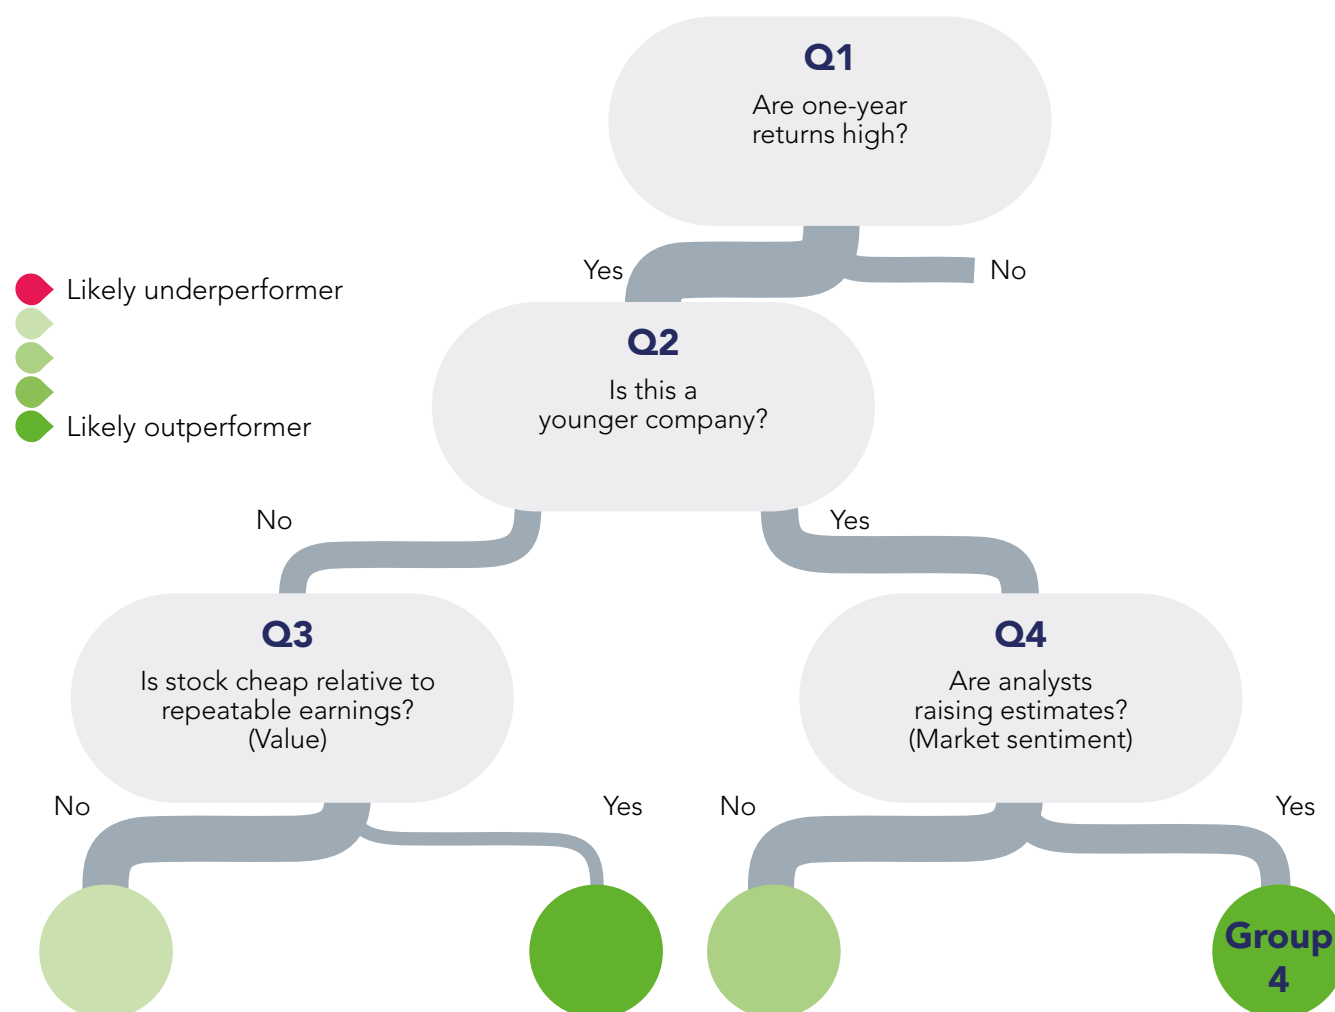 Q1
Are one-year
returns high?
Yes
No
Likely underperformer
Likely outperformer
Q2
Is this a
younger company?
No
Yes
Q3
Is stock cheap relative to
repeatable earnings?
(Value)
Q4
Are analysts
raising estimates?
(Market sentiment)
No
Yes
No
Yes
Group
4